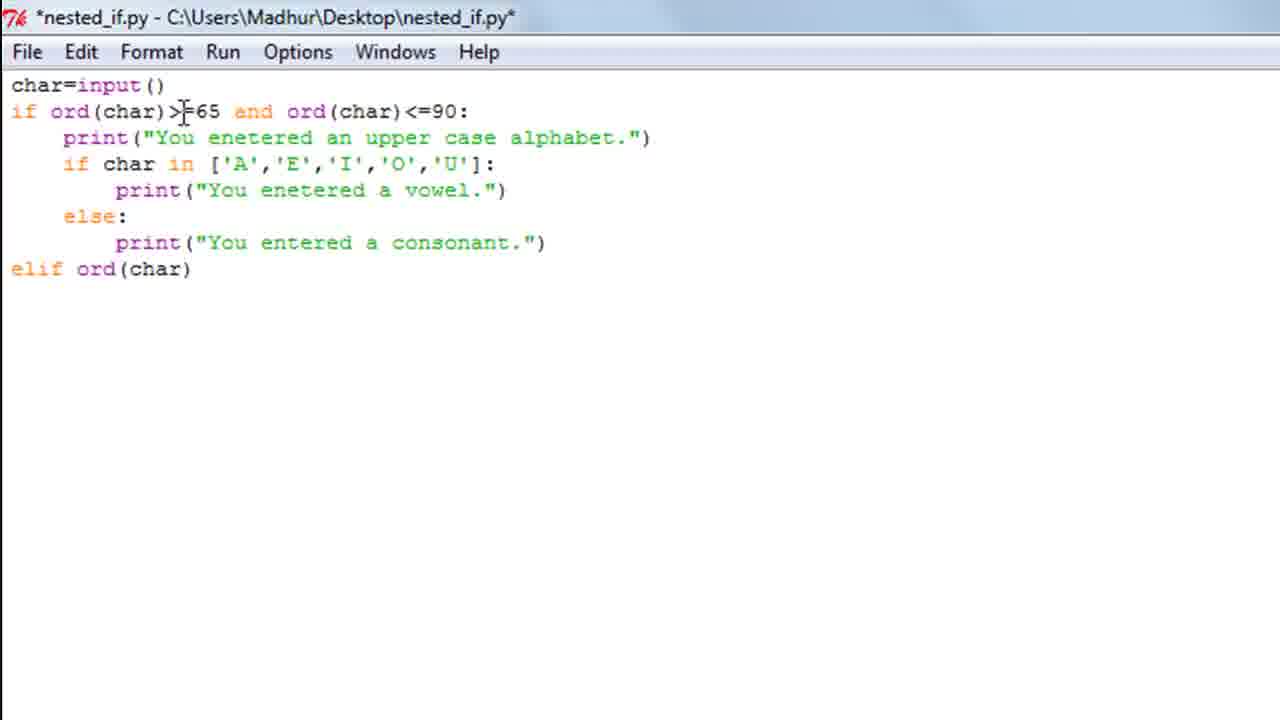 *nested_if.py - C:\Users\Madhur\Desktop\nested_if.py*
File Edit Format Run Options Windows Help
char=input()
if ord(char)>=65 and ord(char)<=90:
    print("You enetered an upper case alphabet.")
    if char in ['A','E','I','O','U']:
        print("You enetered a vowel.")
    else:
        print("You entered a consonant.")
elif ord(char)